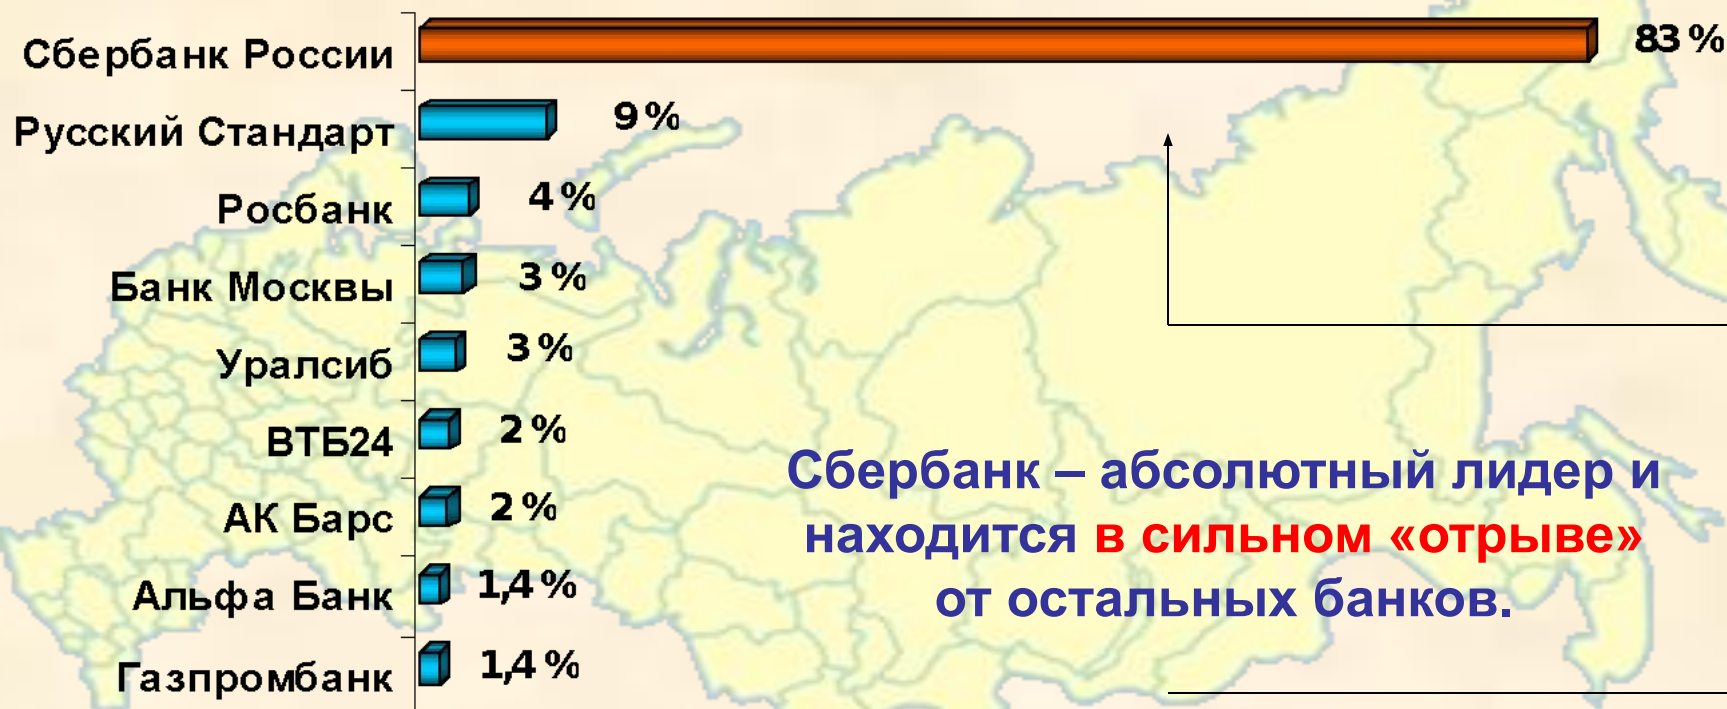 Сбербанк России 83 %
Русский Стандарт 9 %
Росбанк 4 %
Банк Москвы 3 %
Уралсиб 3 %
ВТБ24 2 %
АК Барс 2 %
Альфа Банк 1,4 %
Газпромбанк 1,4 %
Сбербанк – абсолютный лидер и
находится в сильном «отрыве»
от остальных банков.